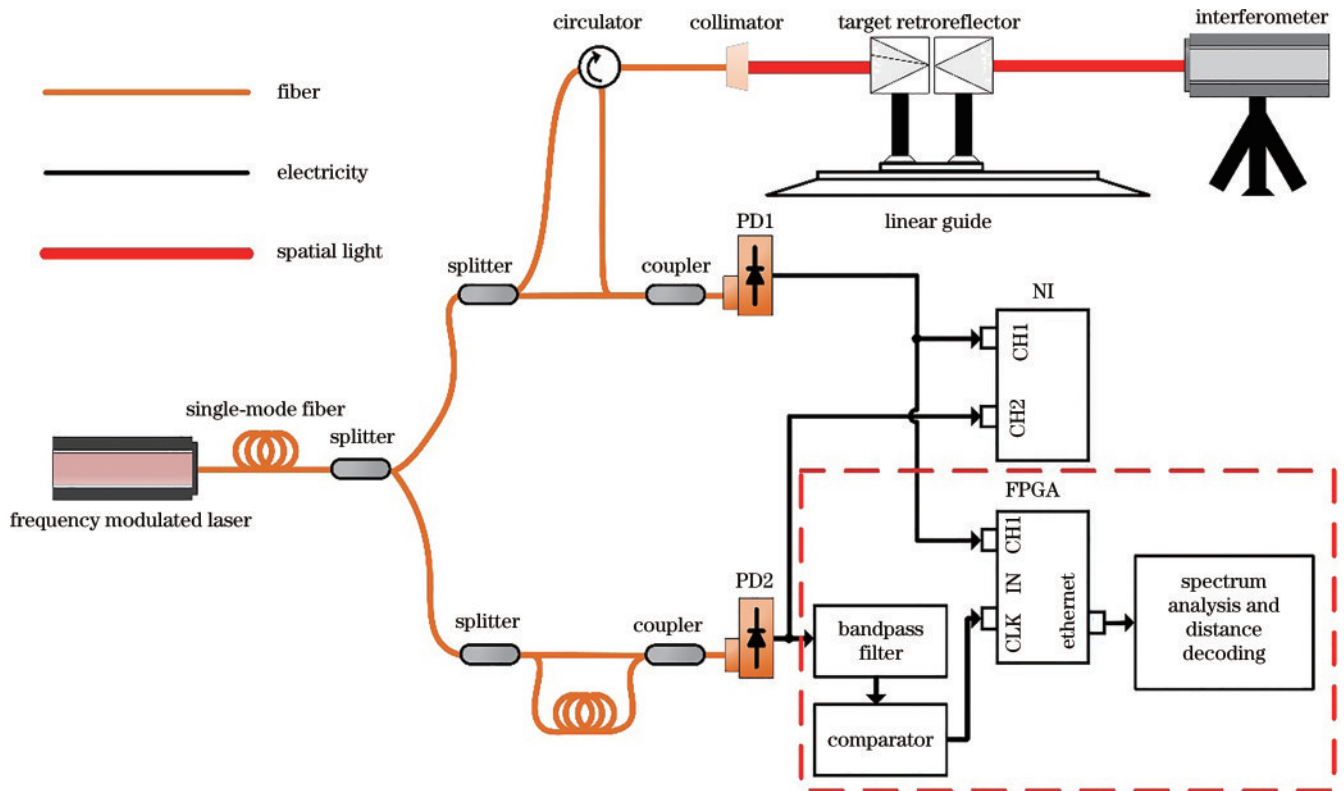 circulator
collimator
target retroreflector
interferometer
fiber
electricity
spatial light
linear guide
PD1
splitter
coupler
NI
CH1
CH2
single-mode fiber
splitter
frequency modulated laser
FPGA
CH1
IN
CLK
ethernet
spectrum
analysis and
distance
decoding
PD2
splitter
coupler
bandpass
filter
comparator